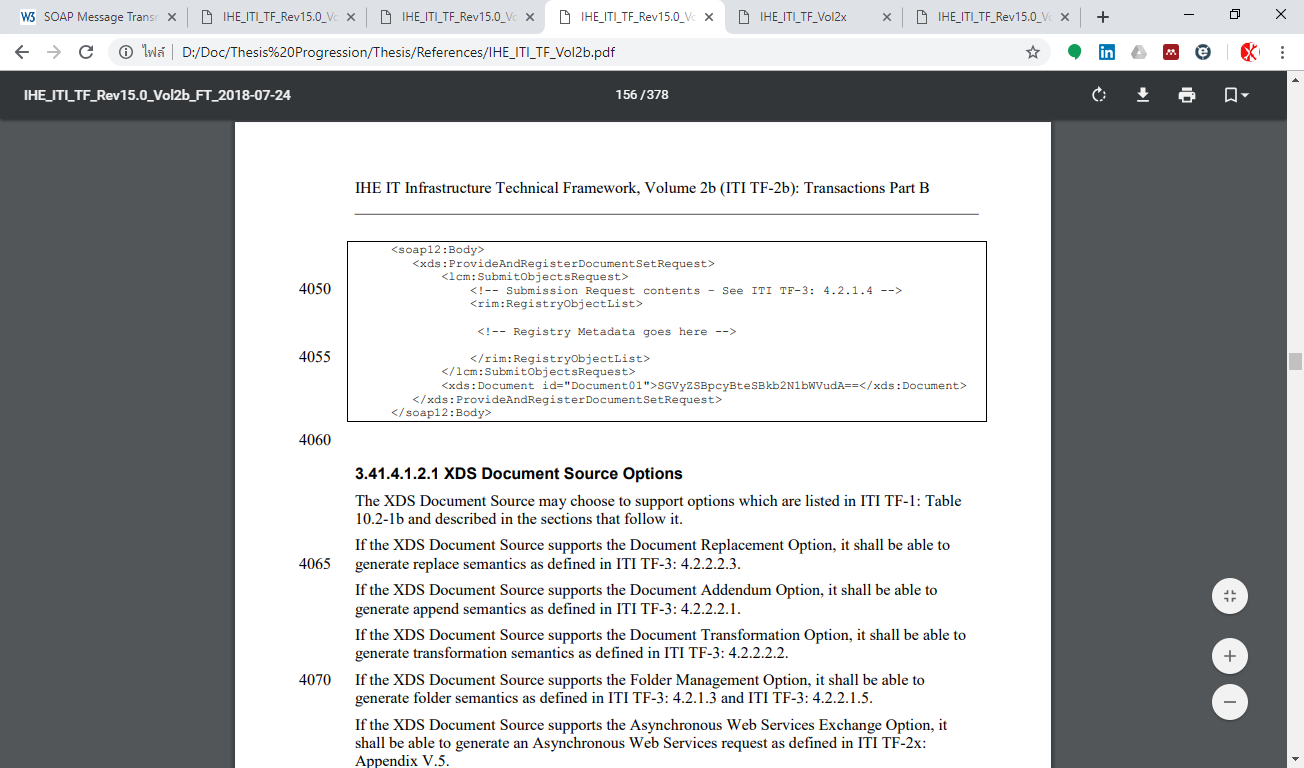 SOAP Message Trans
IHE_ITI_TF_Rev15.0_Vo
IHE_ITI_TF_Rev15.0_Vo
IHE_ITI_TF_Rev15.0_Vo
IHE_ITI_TF_Vol2x
IHE_ITI_TF_Rev15.0_Vo
ไฟล์ D:/Doc/Thesis%20Progression/Thesis/References/IHE_ITI_TF_Vol2b.pdf
IHE_ITI_TF_Rev15.0_Vol2b_FT_2018-07-24
156 / 378
IHE IT Infrastructure Technical Framework, Volume 2b (ITI TF-2b): Transactions Part B
<soap12:Body>
<xds:ProvideAndRegisterDocumentSetRequest>
<lcm:SubmitObjectsRequest>
4050 <!-- Submission Request contents – See ITI TF-3: 4.2.1.4 -->
<rim:RegistryObjectList>
<!-- Registry Metadata goes here -->
4055 </rim:RegistryObjectList>
</lcm:SubmitObjectsRequest>
<xds:Document id="Document01">SGVyZSBpcyBteSBkb2N1bWVudA==</xds:Document>
</xds:ProvideAndRegisterDocumentSetRequest>
</soap12:Body>
4060
3.41.4.1.2.1 XDS Document Source Options
The XDS Document Source may choose to support options which are listed in ITI TF-1: Table
10.2-1b and described in the sections that follow it.
If the XDS Document Source supports the Document Replacement Option, it shall be able to
4065 generate replace semantics as defined in ITI TF-3: 4.2.2.2.3.
If the XDS Document Source supports the Document Addendum Option, it shall be able to
generate append semantics as defined in ITI TF-3: 4.2.2.2.1.
If the XDS Document Source supports the Document Transformation Option, it shall be able to
generate transformation semantics as defined in ITI TF-3: 4.2.2.2.2.
4070 If the XDS Document Source supports the Folder Management Option, it shall be able to
generate folder semantics as defined in ITI TF-3: 4.2.1.3 and ITI TF-3: 4.2.2.1.5.
If the XDS Document Source supports the Asynchronous Web Services Exchange Option, it
shall be able to generate an Asynchronous Web Services request as defined in ITI TF-2x:
Appendix V.5.